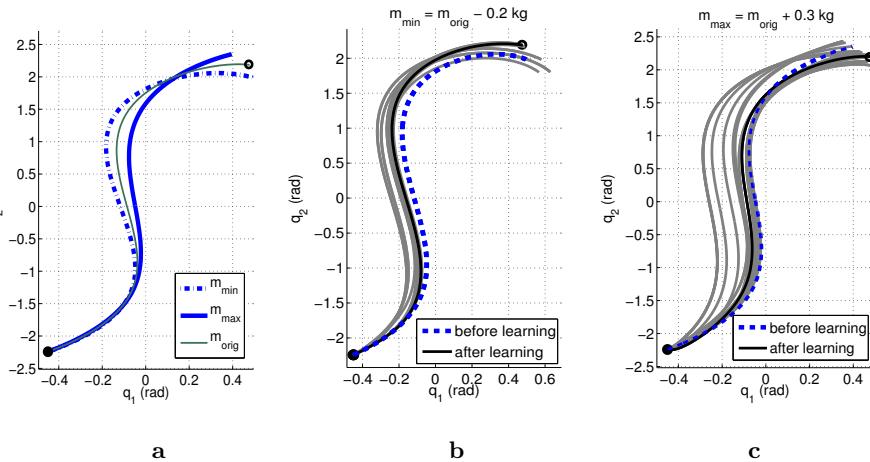 m_min = m_orig − 0.2 kg
m_max = m_orig + 0.3 kg
2.5
2
1.5
1
0.5
0
−0.5
−1
−1.5
−2
−2.5
−0.4
−0.2
0
0.2
0.4
q_1 (rad)
m_min
m_max
m_orig
a
q_2 (rad)
2
1.5
1
0.5
0
−0.5
−1
−1.5
−2
−0.4
−0.2
0
0.2
0.4
0.6
q_1 (rad)
before learning
after learning
b
q_2 (rad)
2.5
2
1.5
1
0.5
0
−0.5
−1
−1.5
−2
−2.5
−0.4
−0.2
0
0.2
0.4
q_1 (rad)
before learning
after learning
c